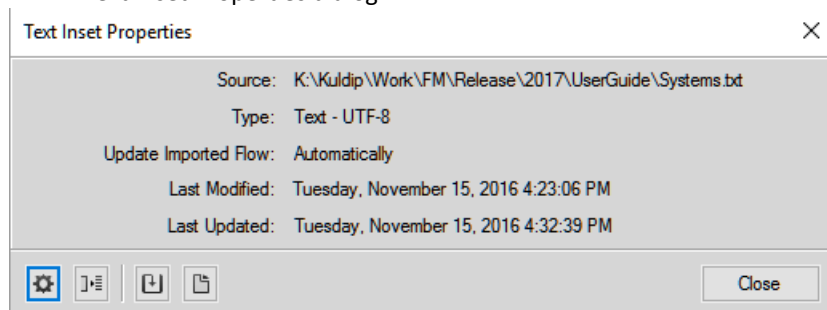 Text Inset Properties
Source: K:\Kuldip\Work\FM\Release\2017\UserGuide\Systems.txt
Type: Text - UTF-8
Update Imported Flow: Automatically
Last Modified: Tuesday, November 15, 2016 4:23:06 PM
Last Updated: Tuesday, November 15, 2016 4:32:39 PM
Close